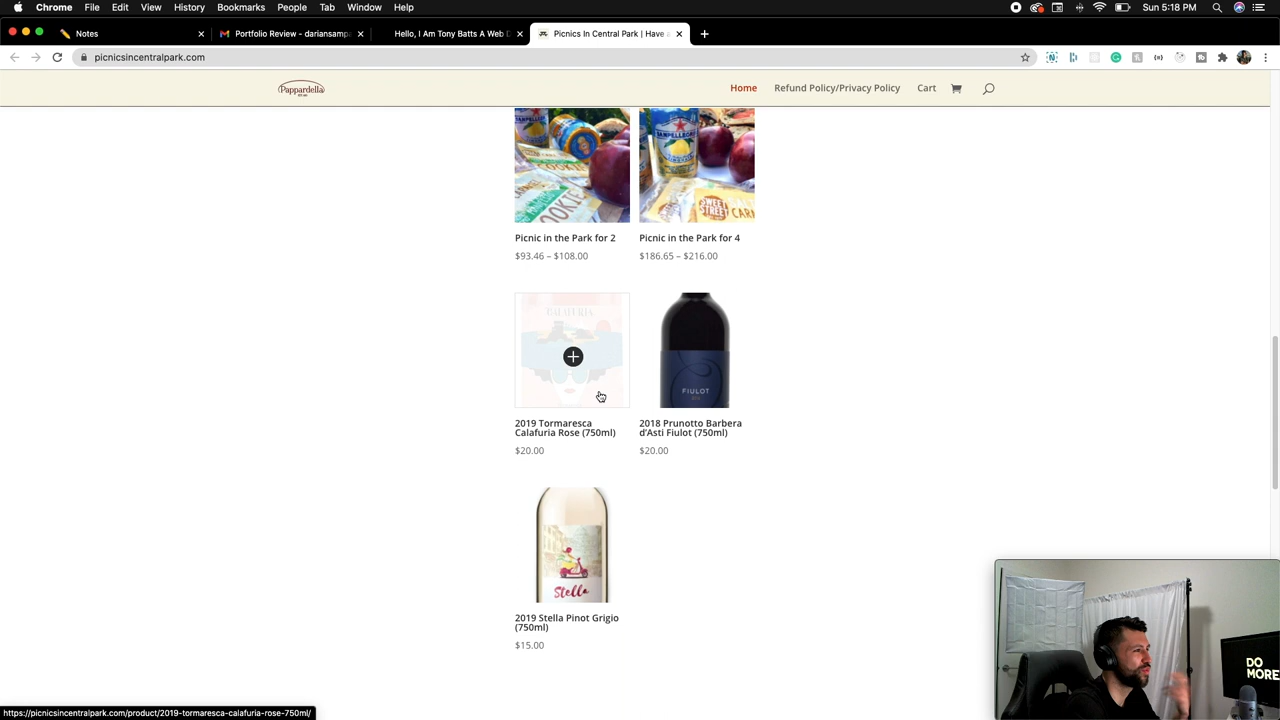 Chrome File Edit View History Bookmarks People Tab Window Help Sun 5:18 PM
Notes Portfolio Review - dariansampa Hello, I Am Tony Batts A Web D Picnics In Central Park | Have a
picnicsincentralpark.com
Pappardella Home Refund Policy/Privacy Policy Cart
Picnic in the Park for 2
$93.46 – $108.00
Picnic in the Park for 4
$186.65 – $216.00
CALAFURIA
FIULOT
2019 Tormaresca
Calafuria Rose (750ml)
$20.00
2018 Prunotto Barbera
d'Asti Fiulot (750ml)
$20.00
Stella
2019 Stella Pinot Grigio
(750ml)
$15.00
DO
MORE
https://picnicsincentralpark.com/product/2019-tormaresca-calafuria-rose-750ml/